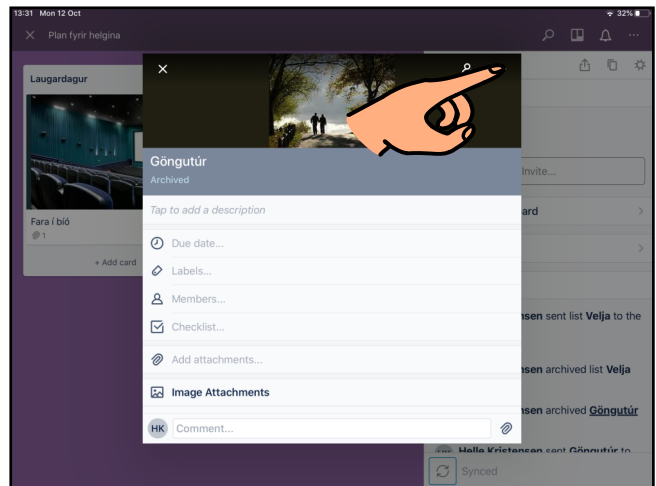 13:31 Mon 12 Oct
32%
Plan fyrir helgina
Laugardagur
Fara í bíó
1
+ Add card
Göngutúr
Archived
Tap to add a description
Due date...
Labels...
Members...
Checklist...
Add attachments...
Image Attachments
HK Comment...
Invite...
ard
nsen sent list Velja to the
nsen archived list Velja
nsen archived Göngutúr
Helle Kristensen sent Göngutúr to
Synced